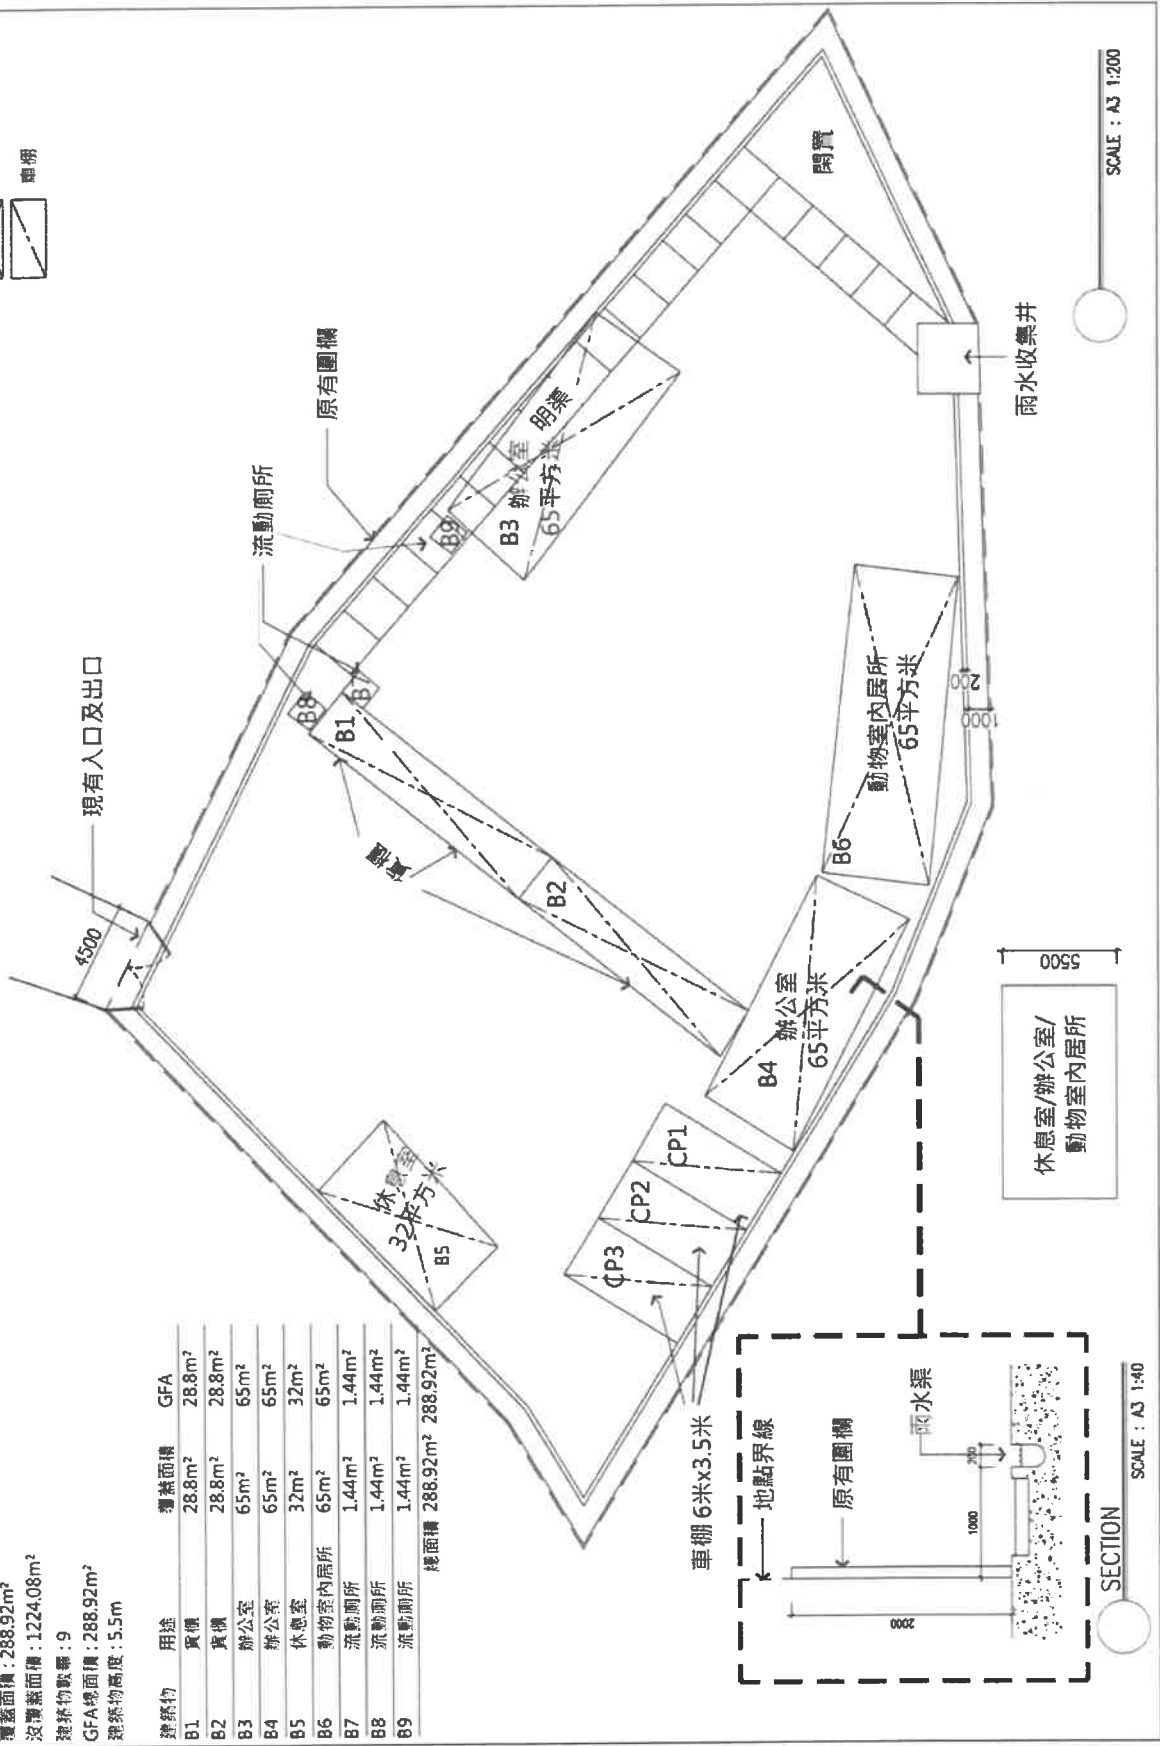 覆蓋面積 : 288.92m²
沒覆蓋面積 : 1224.08m²
建築物數畢 : 9
GFA總面積 : 288.92m²
建築物高度 : 5.5m
建築物 用途 覆蓋面積 GFA
B1 貨櫃 28.8m² 28.8m²
B2 貨櫃 28.8m² 28.8m²
B3 辦公室 65m² 65m²
B4 辦公室 65m² 65m²
B5 休息室 32m² 32m²
B6 動物室內居所 65m² 65m²
B7 流動廁所 1.44m² 1.44m²
B8 流動廁所 1.44m² 1.44m²
B9 流動廁所 1.44m² 1.44m²
總面積 288.92m² 288.92m²
車棚
現有入口及出口
4500
流動廁所
原有圍欄
B8
B7
B1
貨櫃
B2
B9
B3
辦公室
65平方米
明渠
閑置
雨水收集井
休息室
32平方米
B5
CP3
CP2
CP1
車棚 6米x3.5米
B4
辦公室
65平方米
B6
動物室內居所
65平方米
200
1000
休息室/辦公室/
動物室內居所
5500
地點界線
原有圍欄
雨水渠
200
1000
SECTION
SCALE : A3 1:40
SCALE : A3 1:200